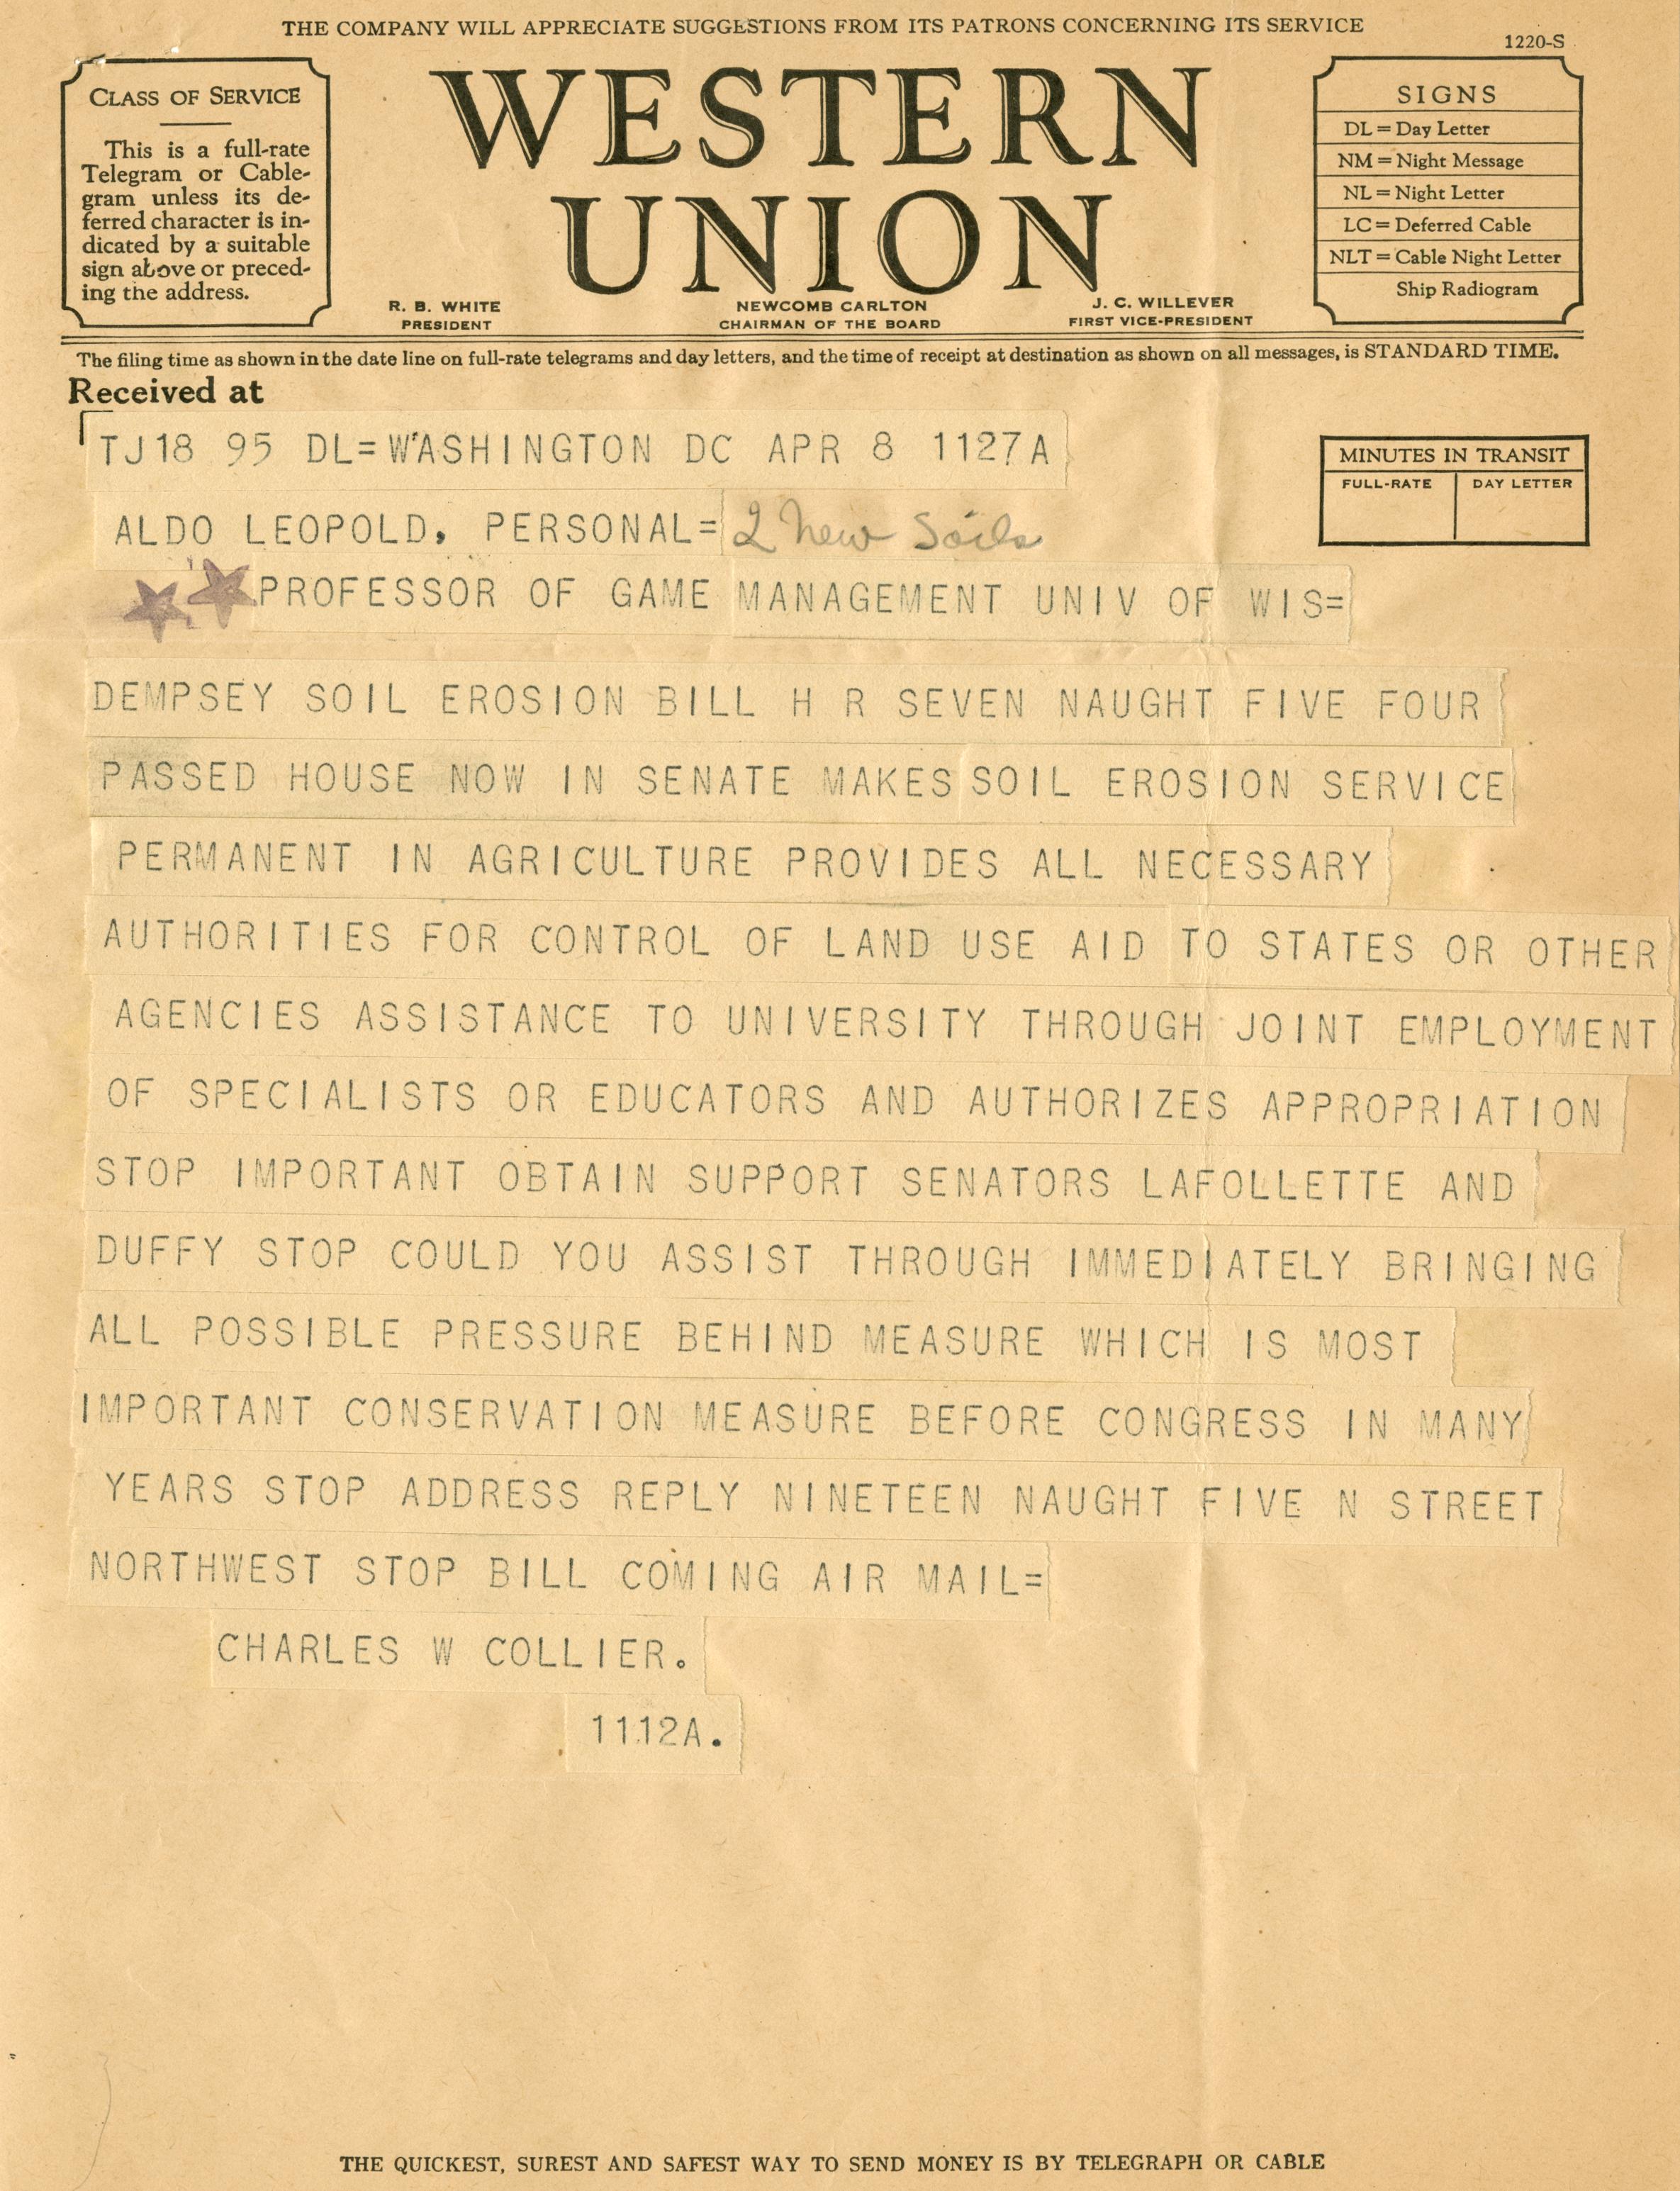 THE COMPANY WILL APPRECIATE SUGGESTIONS FROM ITS PATRONS CONCERNING ITS SERVICE
1220-S
CLASS OF SERVICE
This is a full-rate
Telegram or Cable-
gram unless its de-
ferred character is in-
dicated by a suitable
sign above or preced-
ing the address.
WESTERN
UNION
R. B. WHITE
PRESIDENT
NEWCOMB CARLTON
CHAIRMAN OF THE BOARD
J. C. WILLEVER
FIRST VICE-PRESIDENT
SIGNS
DL = Day Letter
NM = Night Message
NL = Night Letter
LC = Deferred Cable
NLT = Cable Night Letter
Ship Radiogram
The filing time as shown in the date line on full-rate telegrams and day letters, and the time of receipt at destination as shown on all messages, is STANDARD TIME.
Received at
TJ18 95 DL=WASHINGTON DC APR 8 1127A
MINUTES IN TRANSIT
FULL-RATE
DAY LETTER
ALDO LEOPOLD, PERSONAL= 2 New Soils
PROFESSOR OF GAME MANAGEMENT UNIV OF WIS=
DEMPSEY SOIL EROSION BILL H R SEVEN NAUGHT FIVE FOUR
PASSED HOUSE NOW IN SENATE MAKES SOIL EROSION SERVICE
PERMANENT IN AGRICULTURE PROVIDES ALL NECESSARY
AUTHORITIES FOR CONTROL OF LAND USE AID TO STATES OR OTHER
AGENCIES ASSISTANCE TO UNIVERSITY THROUGH JOINT EMPLOYMENT
OF SPECIALISTS OR EDUCATORS AND AUTHORIZES APPROPRIATION
STOP IMPORTANT OBTAIN SUPPORT SENATORS LAFOLLETTE AND
DUFFY STOP COULD YOU ASSIST THROUGH IMMEDIATELY BRINGING
ALL POSSIBLE PRESSURE BEHIND MEASURE WHICH IS MOST
IMPORTANT CONSERVATION MEASURE BEFORE CONGRESS IN MANY
YEARS STOP ADDRESS REPLY NINETEEN NAUGHT FIVE N STREET
NORTHWEST STOP BILL COMING AIR MAIL=
CHARLES W COLLIER.
1112A.
THE QUICKEST, SUREST AND SAFEST WAY TO SEND MONEY IS BY TELEGRAPH OR CABLE